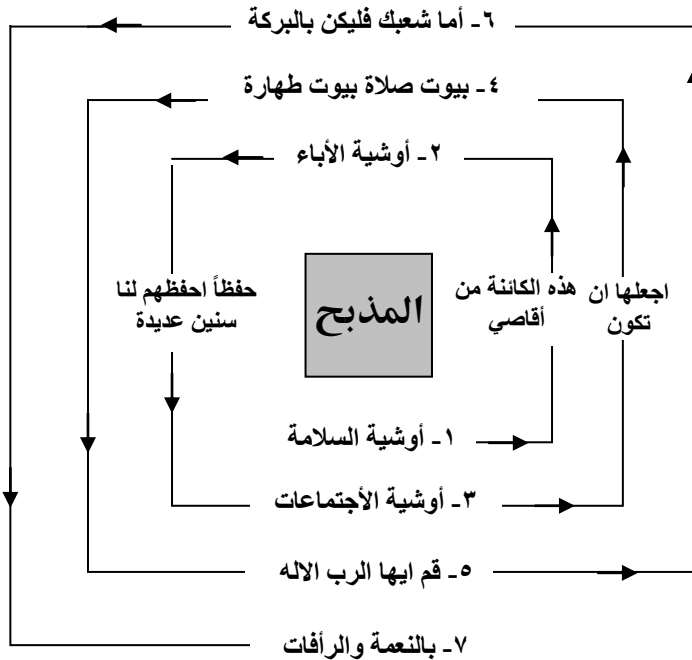 ٦- أما شعبك فليكن بالبركة
٤- بيوت صلاة بيوت طهارة
٢- أوشية الأباء
اجعلها ان
تكون
هذه الكائنة من
أقاصي
المذبح
حفظاً احفظهم لنا
سنين عديدة
١- أوشية السلامة
٣- أوشية الأجتماعات
٥- قم ايها الرب الاله
٧- بالنعمة والرأفات